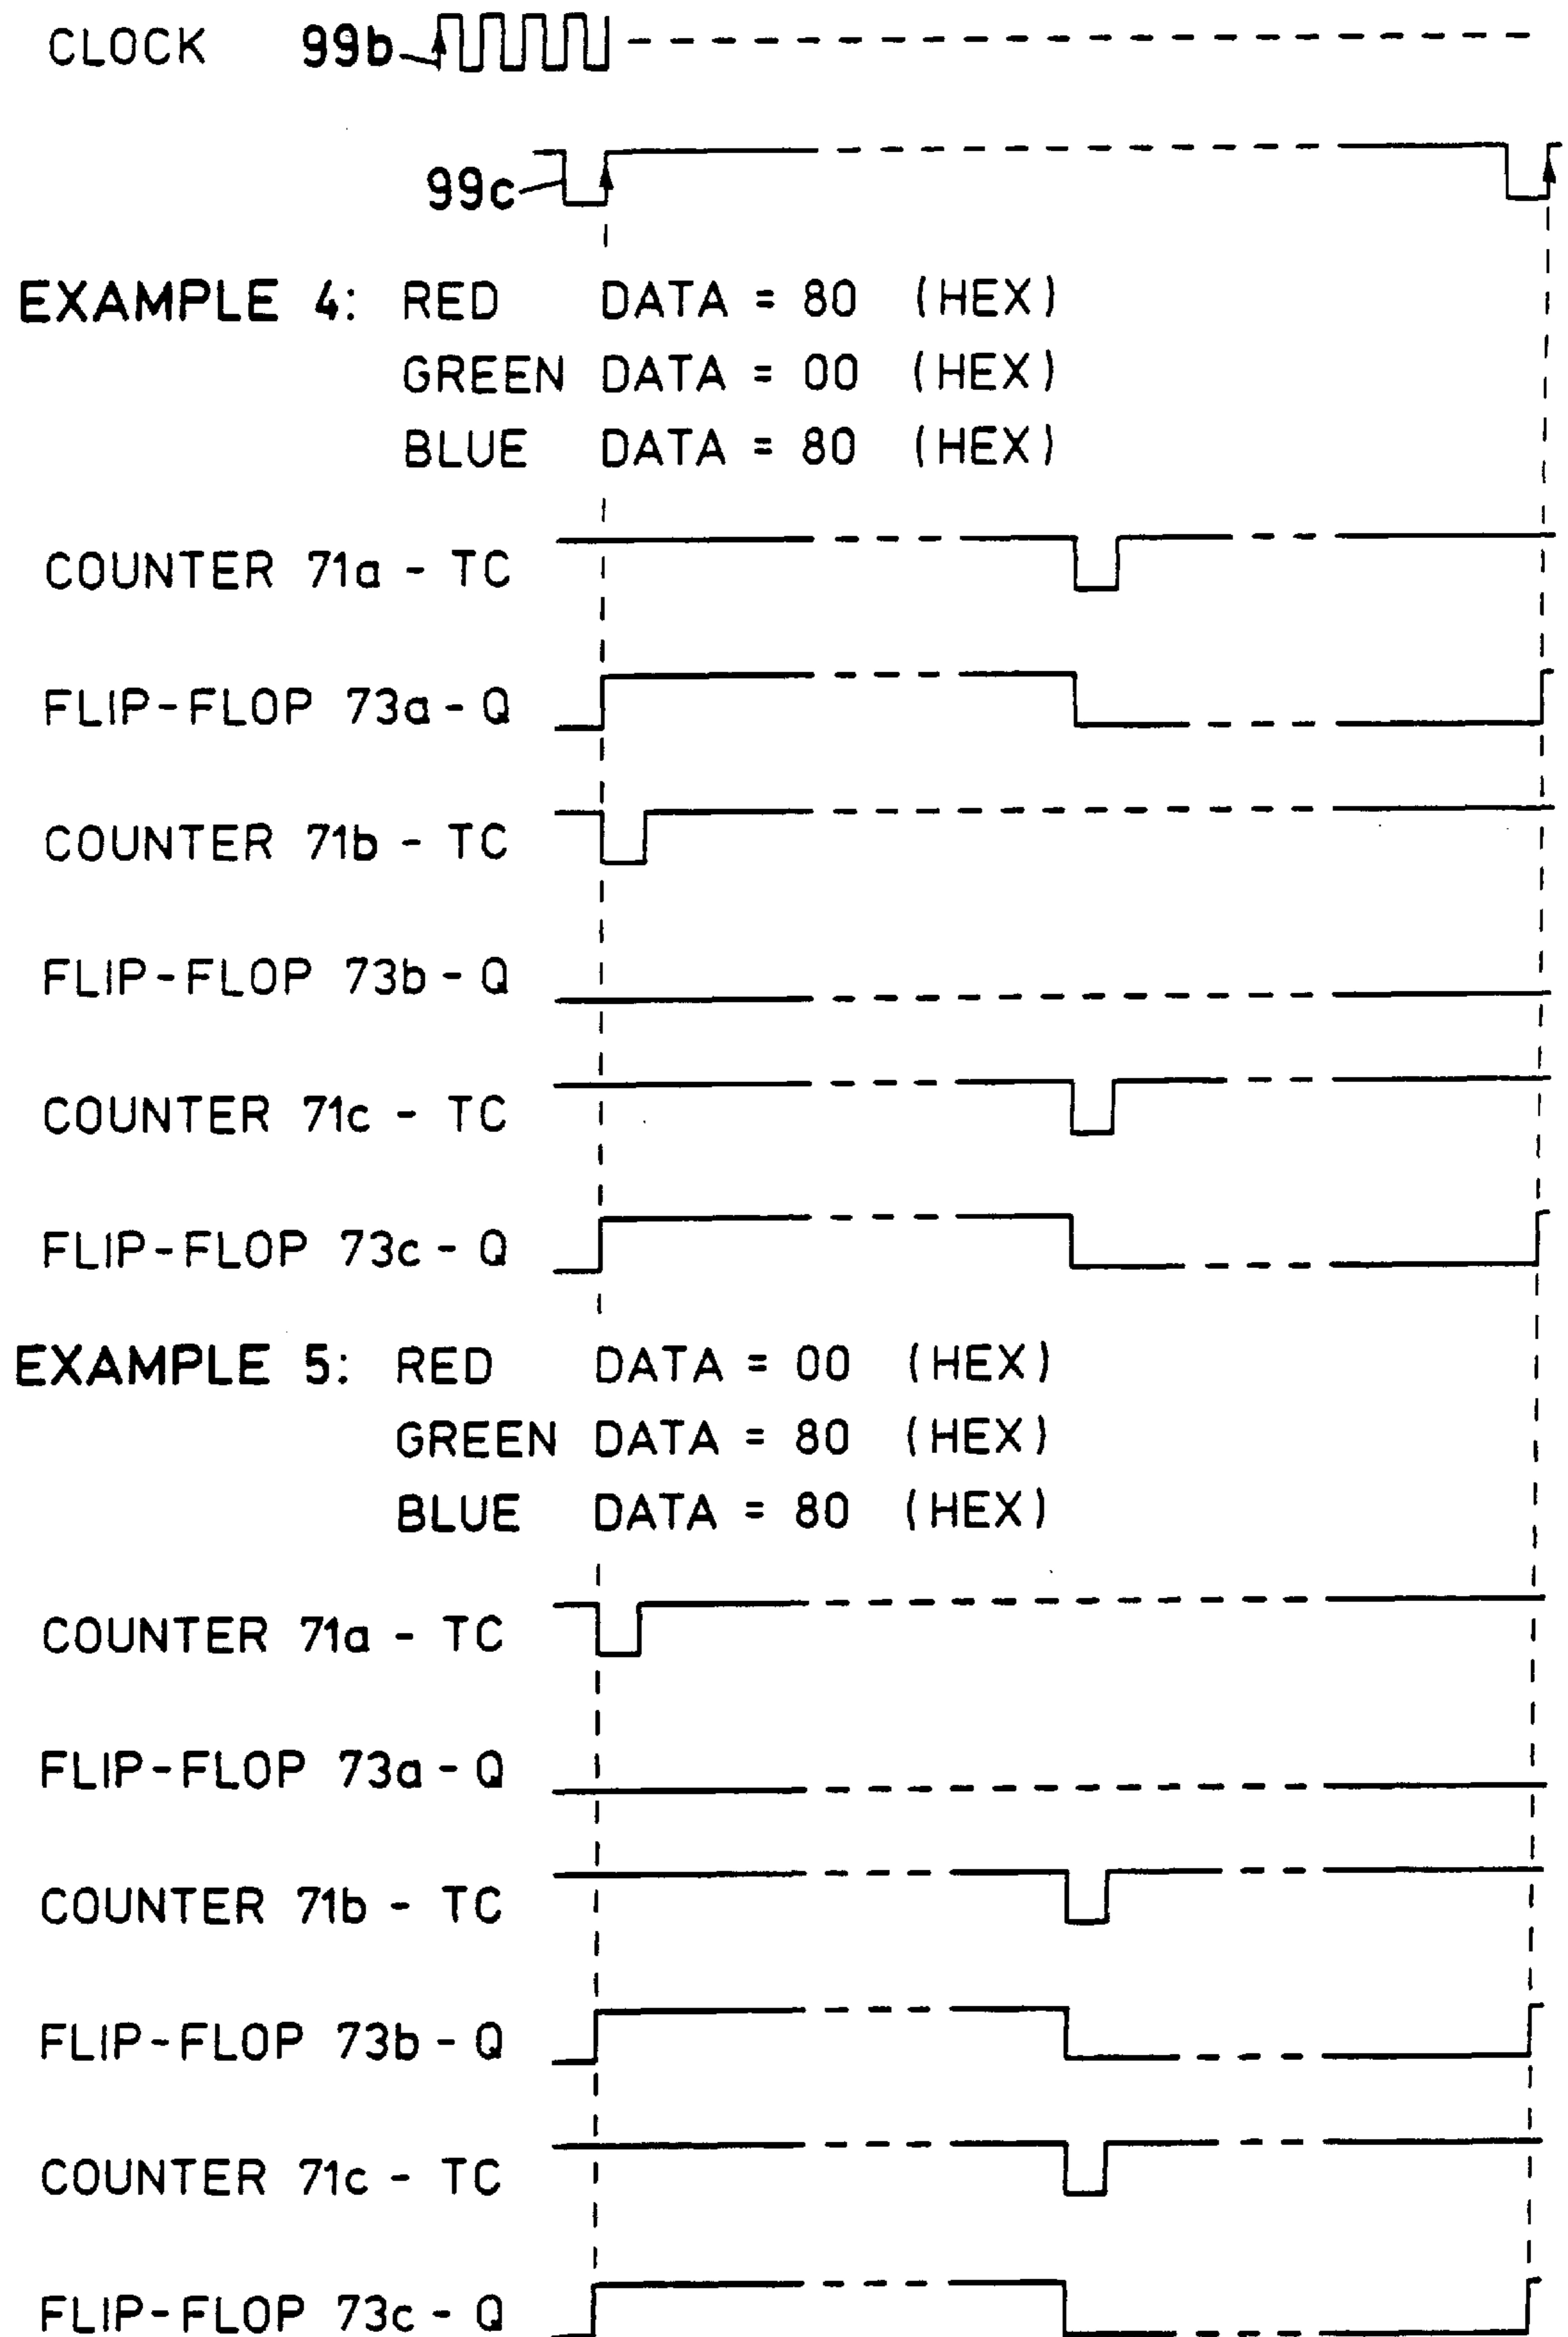 CLOCK 99b
99c
EXAMPLE 4: RED DATA = 80 (HEX)
GREEN DATA = 00 (HEX)
BLUE DATA = 80 (HEX)
COUNTER 71a - TC
FLIP-FLOP 73a - Q
COUNTER 71b - TC
FLIP-FLOP 73b - Q
COUNTER 71c - TC
FLIP-FLOP 73c - Q
EXAMPLE 5: RED DATA = 00 (HEX)
GREEN DATA = 80 (HEX)
BLUE DATA = 80 (HEX)
COUNTER 71a - TC
FLIP-FLOP 73a - Q
COUNTER 71b - TC
FLIP-FLOP 73b - Q
COUNTER 71c - TC
FLIP-FLOP 73c - Q